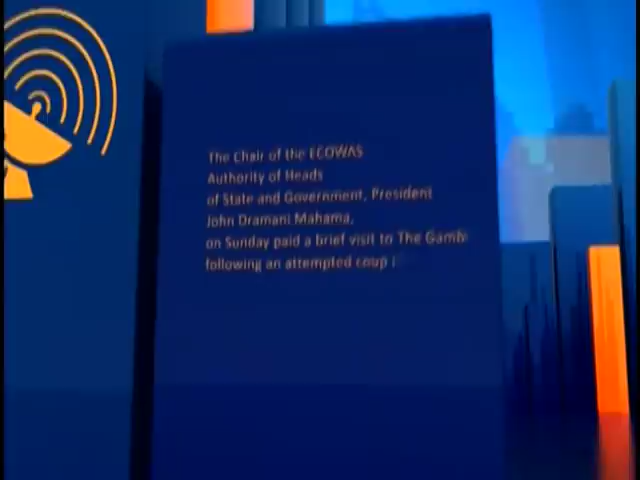 The Chair of the ECOWAS
Authority of Heads
of State and Government, President
John Dramani Mahama,
on Sunday paid a brief visit to The Gamb
following an attempted coup i